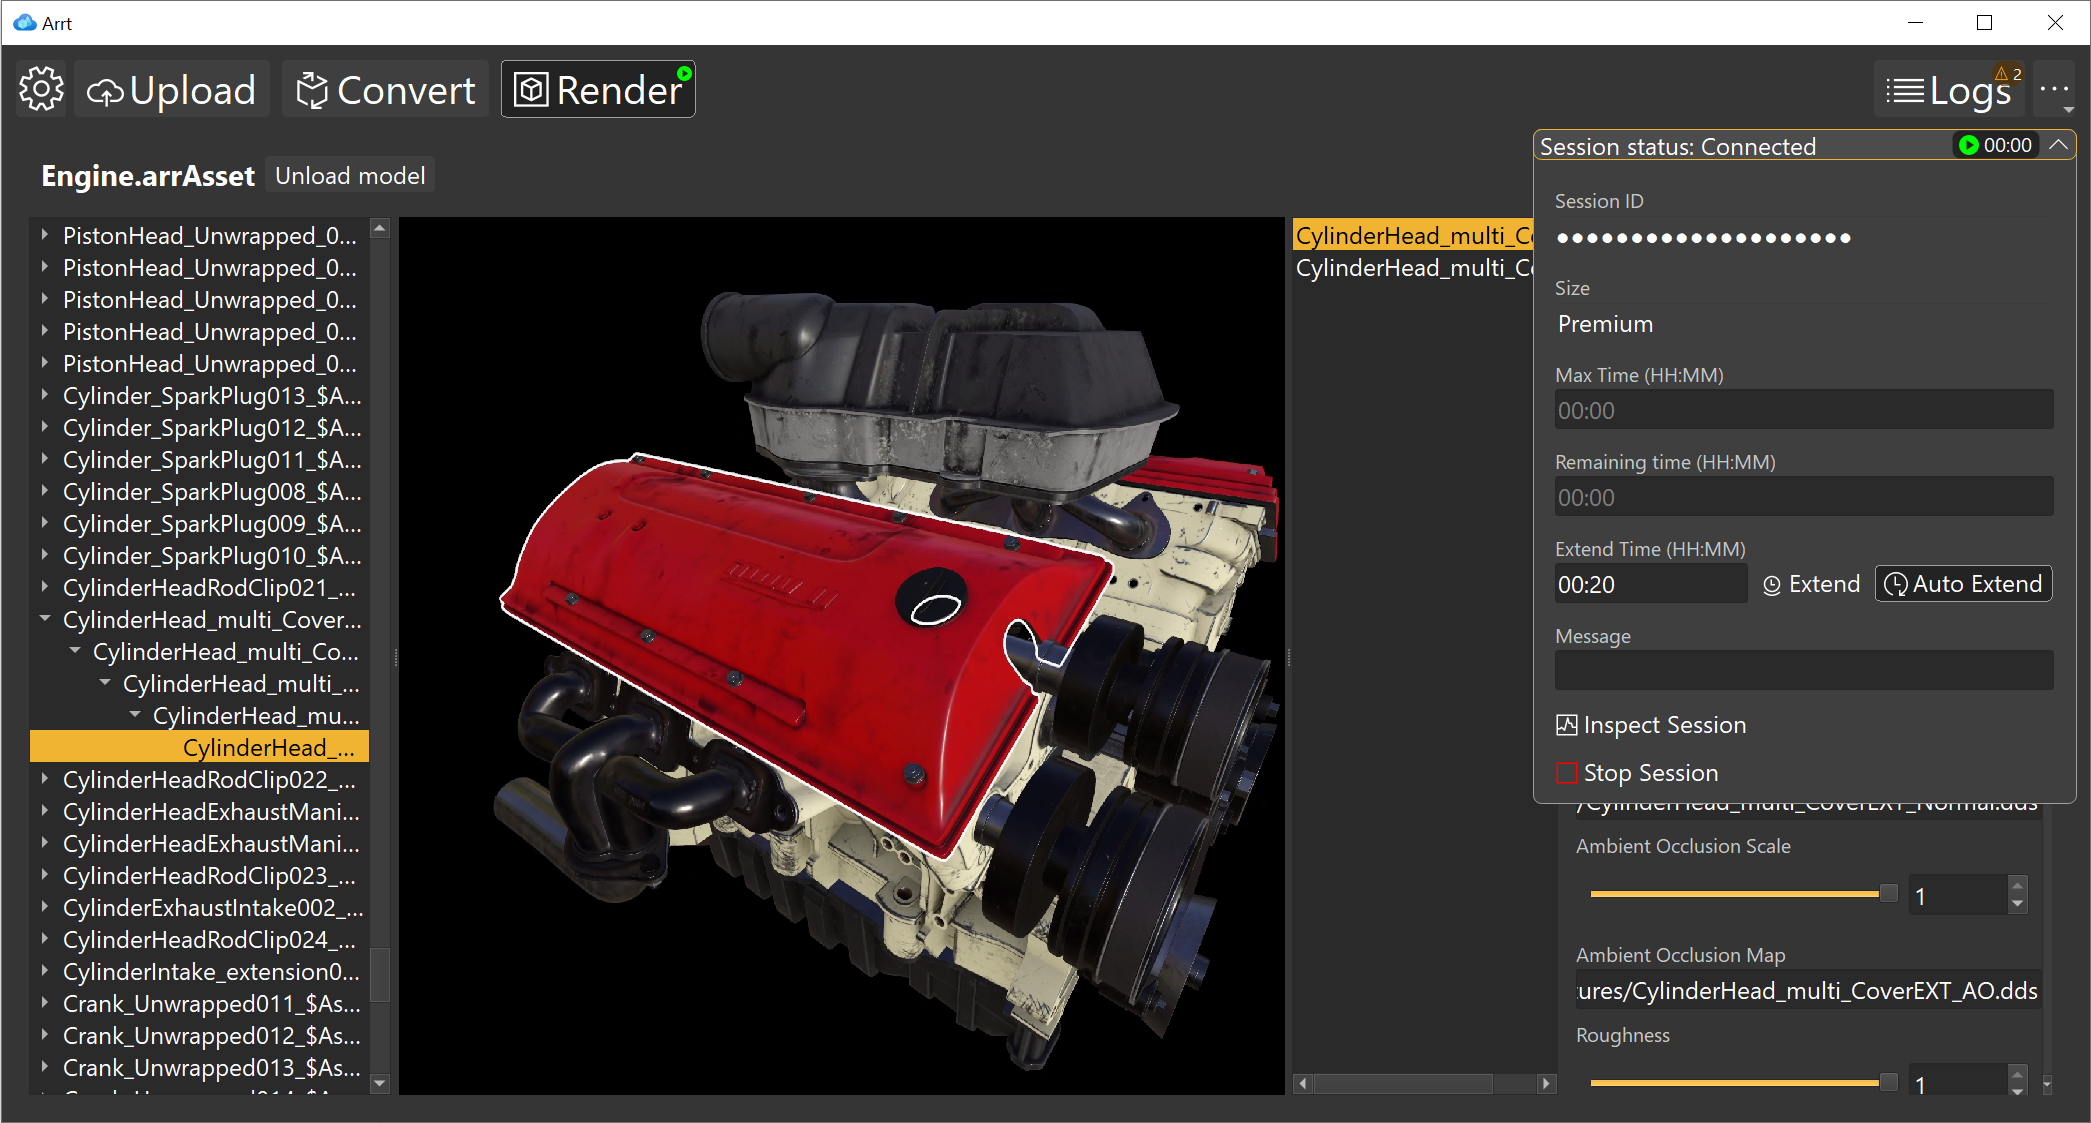 Arrt
Upload
Convert
Render
Logs
2
...
Engine.arrAsset
Unload model
PistonHead_Unwrapped_0...
PistonHead_Unwrapped_0...
PistonHead_Unwrapped_0...
PistonHead_Unwrapped_0...
PistonHead_Unwrapped_0...
Cylinder_SparkPlug013_$A...
Cylinder_SparkPlug012_$A...
Cylinder_SparkPlug011_$A...
Cylinder_SparkPlug008_$A...
Cylinder_SparkPlug009_$A...
Cylinder_SparkPlug010_$A...
CylinderHeadRodClip021_...
CylinderHead_multi_Cover...
CylinderHead_multi_Co...
CylinderHead_multi_...
CylinderHead_mu...
CylinderHead_...
CylinderHeadRodClip022_...
CylinderHeadExhaustMani...
CylinderHeadExhaustMani...
CylinderHeadRodClip023_...
CylinderExhaustIntake002_...
CylinderHeadRodClip024_...
CylinderIntake_extension0...
Crank_Unwrapped011_$As...
Crank_Unwrapped012_$As...
Crank_Unwrapped013_$As...
CylinderHead_multi_Co
CylinderHead_multi_Co
Session status: Connected
00:00
Session ID
●●●●●●●●●●●●●●●●●●●●
Size
Premium
Max Time (HH:MM)
00:00
Remaining time (HH:MM)
00:00
Extend Time (HH:MM)
00:20
Extend
Auto Extend
Message
Inspect Session
Stop Session
/CylinderHead_multi_CoverEXT_Normal.dds
Ambient Occlusion Scale
1
Ambient Occlusion Map
ures/CylinderHead_multi_CoverEXT_AO.dds
Roughness
1